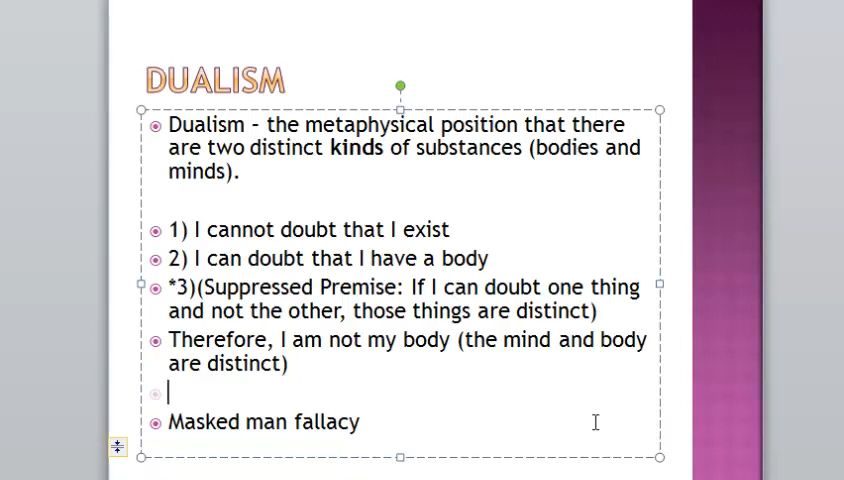 DUALISM
Dualism - the metaphysical position that there
are two distinct kinds of substances (bodies and
minds).
1) I cannot doubt that I exist
2) I can doubt that I have a body
*3)(Suppressed Premise: If I can doubt one thing
and not the other, those things are distinct)
Therefore, I am not my body (the mind and body
are distinct)
Masked man fallacy